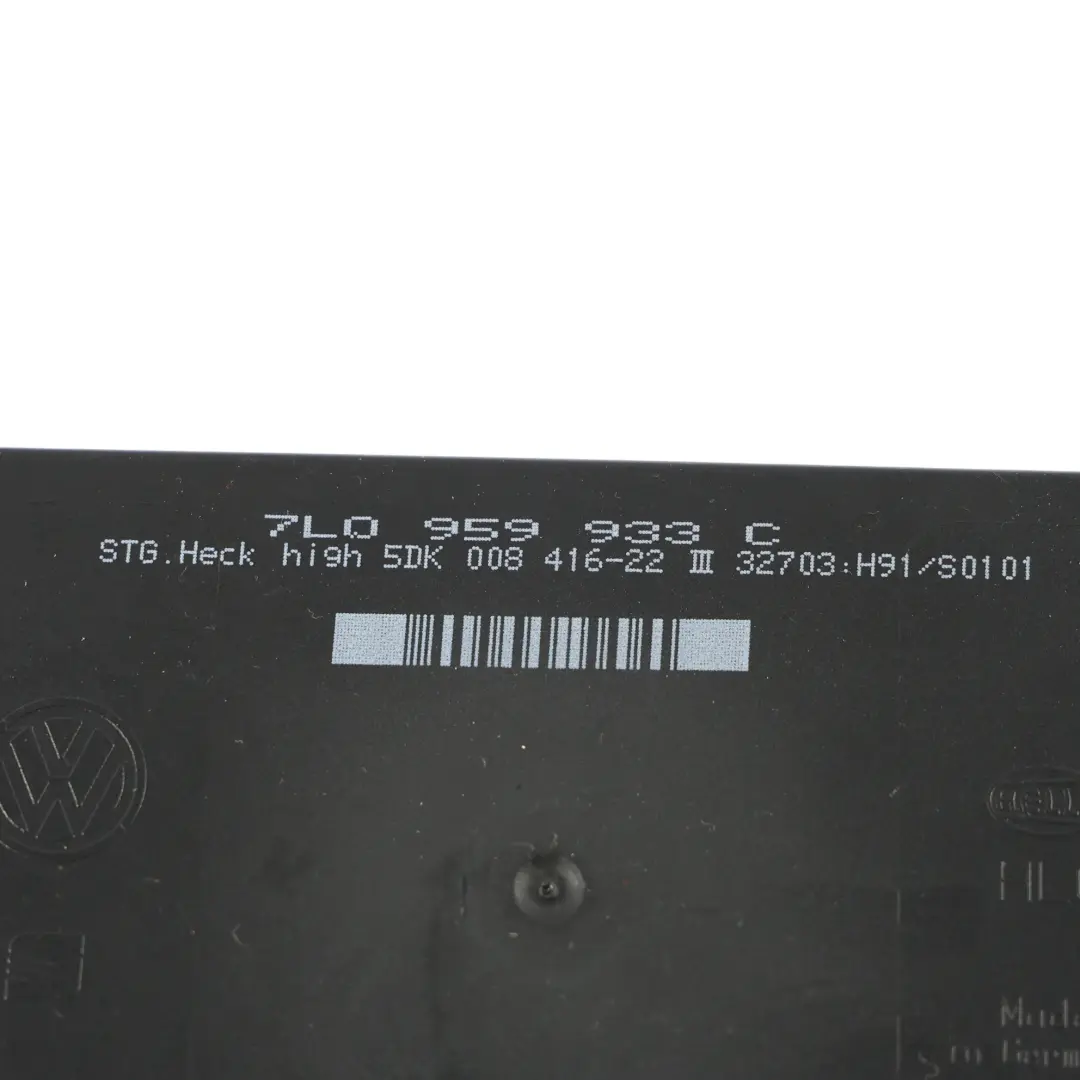 7L0 959 933 C
STG.Heck high 5DK 008 416-22 III 32703:H91/S0101